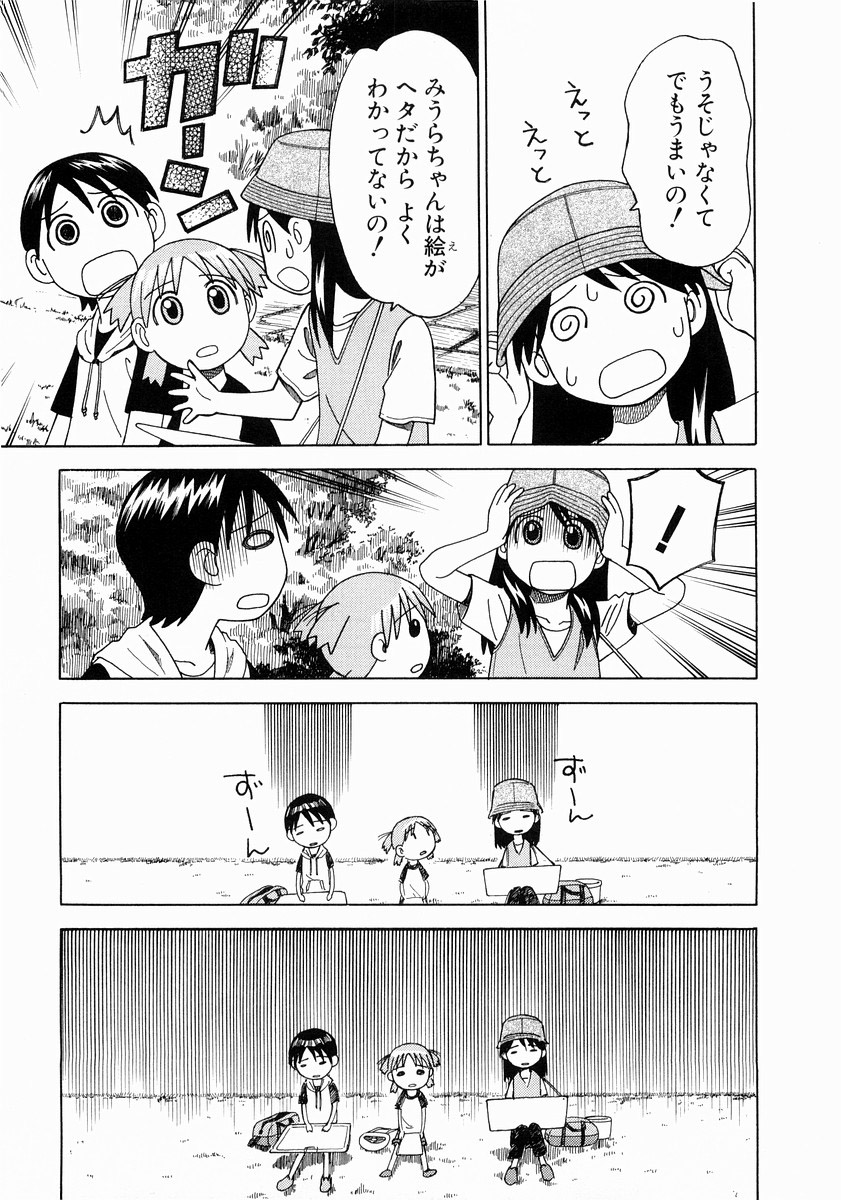 うそじゃなくて
でもうまいの！
えっと
えっと
みうらちゃんは絵が
え
ヘタだから よく
わかってないの！
ガガーン！
！
ずーん
ずーん